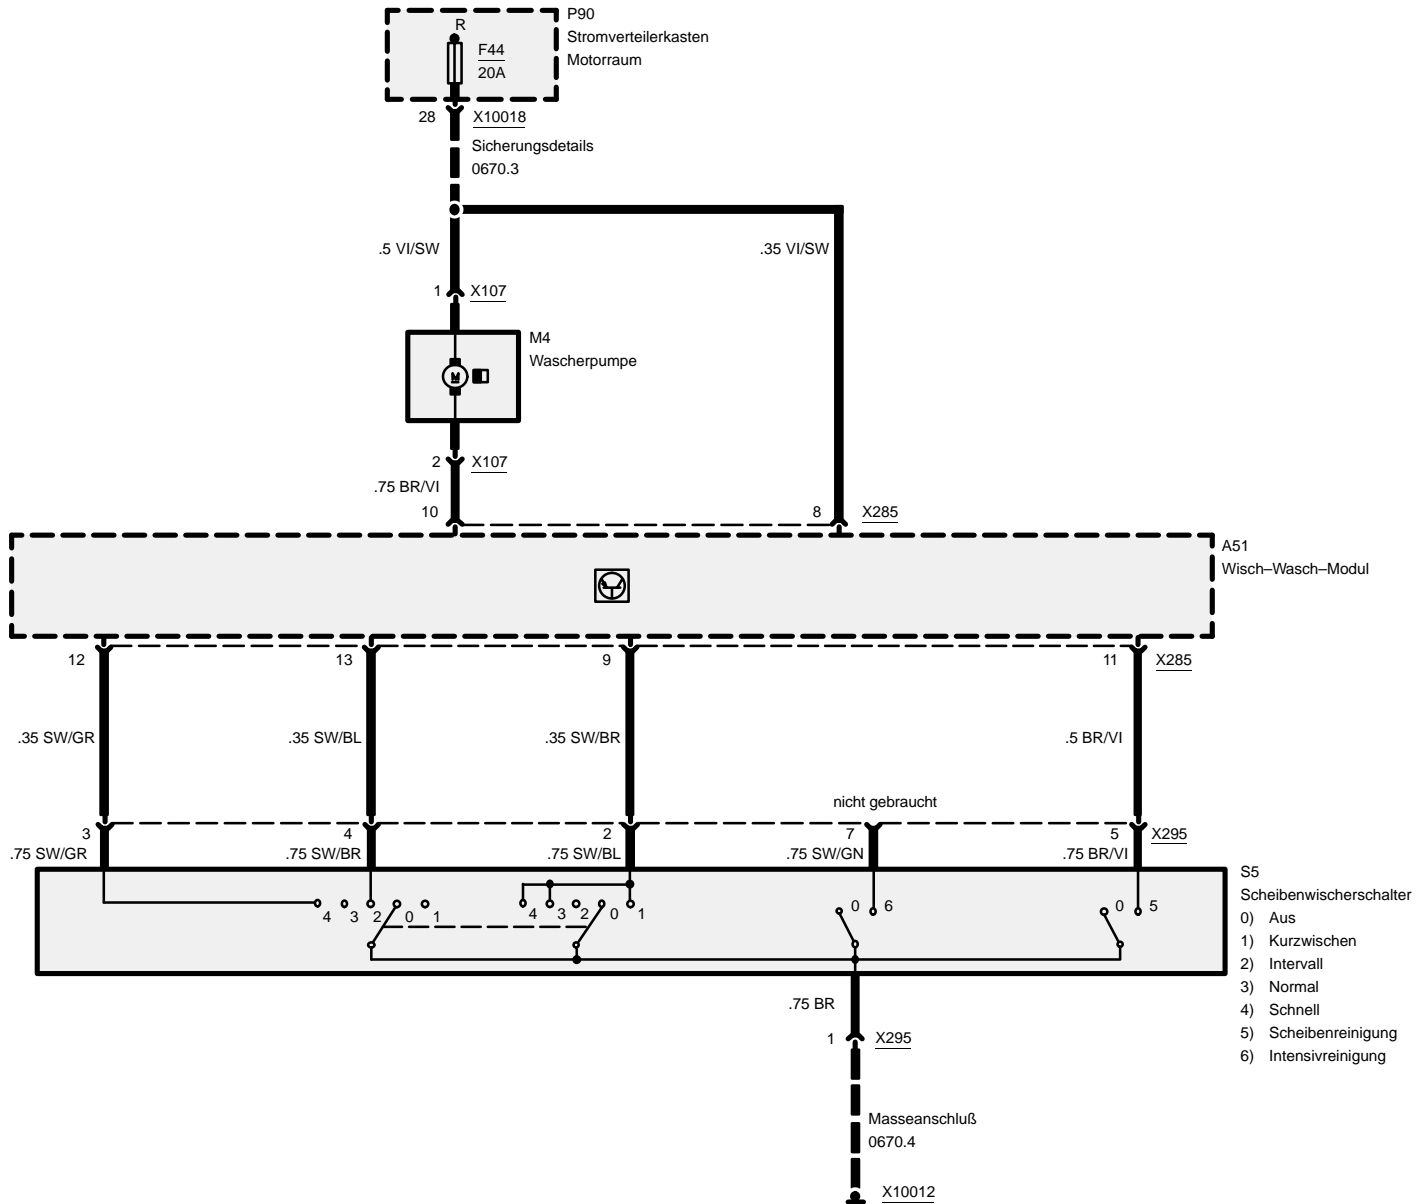 P90
Stromverteilerkasten
Motorraum
R
F44
20A
28 X10018
Sicherungsdetails
0670.3
.5 VI/SW .35 VI/SW
1 X107
M4
Wascherpumpe
M
2 X107
.75 BR/VI
10 8 X285
A51
Wisch–Wasch–Modul
12 13 9 11 X285
.35 SW/GR .35 SW/BL .35 SW/BR .5 BR/VI
nicht gebraucht
3 4 2 7 5 X295
.75 SW/GR .75 SW/BR .75 SW/BL .75 SW/GN .75 BR/VI
4 3 2 0 1 4 3 2 0 1 0 6 0 5
S5
Scheibenwischerschalter
0) Aus
1) Kurzwischen
2) Intervall
3) Normal
4) Schnell
5) Scheibenreinigung
6) Intensivreinigung
.75 BR
1 X295
Masseanschluß
0670.4
X10012